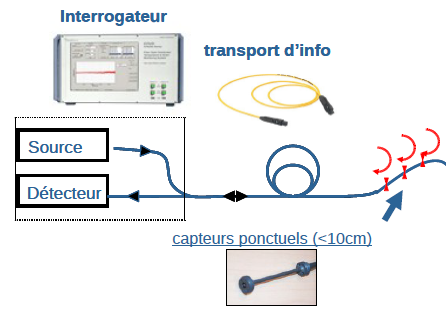 Interrogateur
transport d’info
Source
Détecteur
capteurs ponctuels (<10cm)